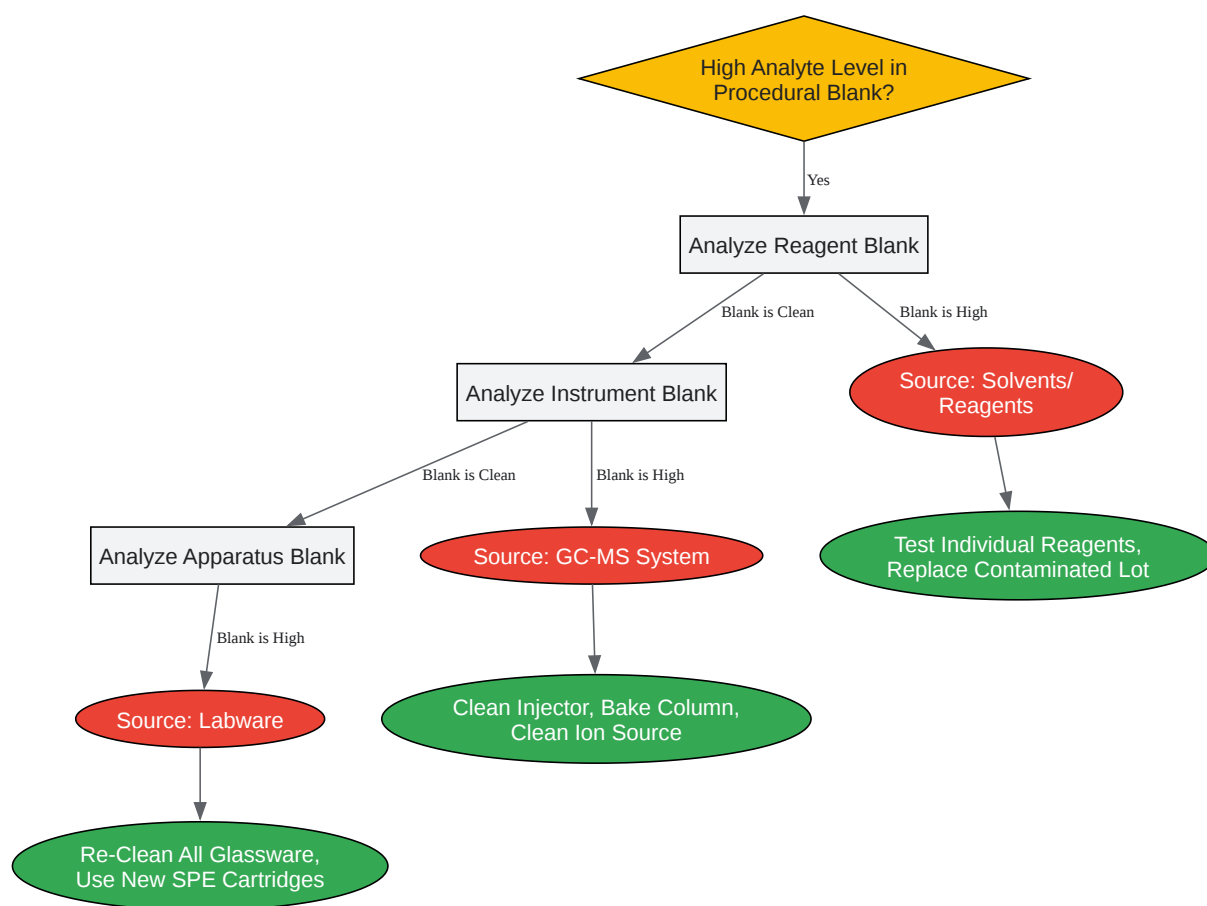 High Analyte Level in
Procedural Blank?
Yes
Analyze Reagent Blank
Blank is Clean
Blank is High
Analyze Instrument Blank
Source: Solvents/
Reagents
Blank is Clean
Blank is High
Analyze Apparatus Blank
Source: GC-MS System
Test Individual Reagents,
Replace Contaminated Lot
Blank is High
Source: Labware
Clean Injector, Bake Column,
Clean Ion Source
Re-Clean All Glassware,
Use New SPE Cartridges